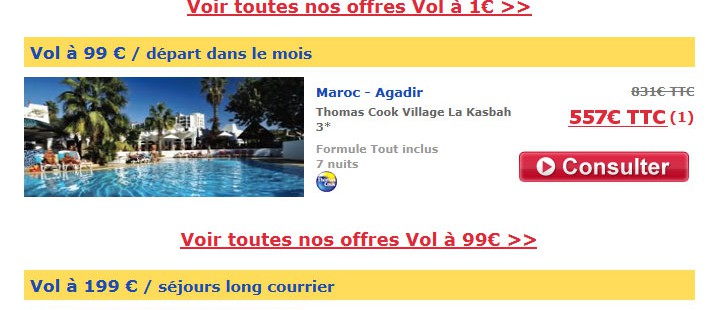 Voir toutes nos offres Vol à 1€ >>
Vol à 99 € / départ dans le mois
Maroc - Agadir
831€ TTC
Thomas Cook Village La Kasbah
3*
557€ TTC (1)
Formule Tout inclus
7 nuits
Consulter
Thomas
Cook
Voir toutes nos offres Vol à 99€ >>
Vol à 199 € / séjours long courrier